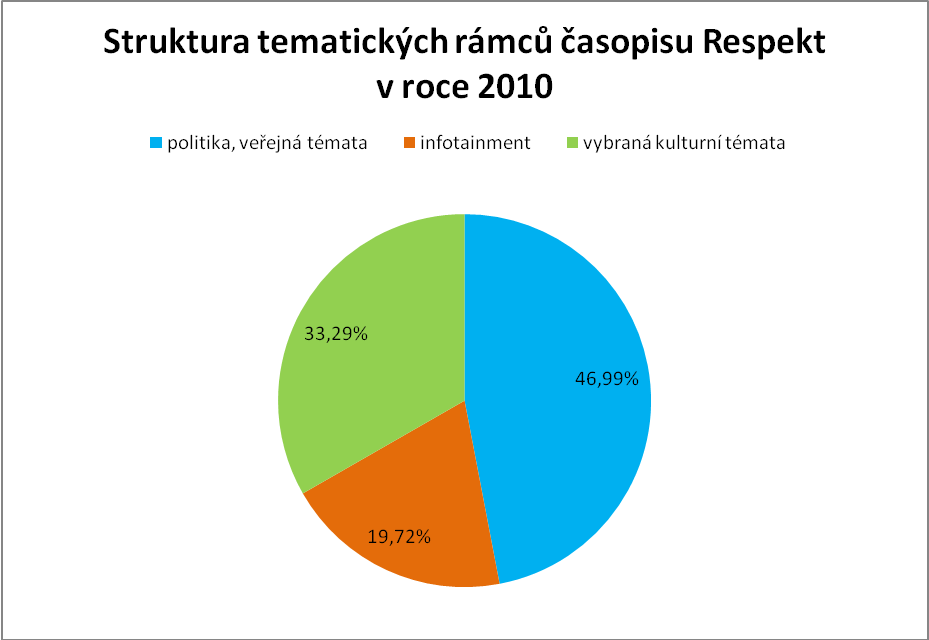 Struktura tematických rámců časopisu Respekt
v roce 2010
politika, veřejná témata infotainment vybraná kulturní témata
33,29%
46,99%
19,72%